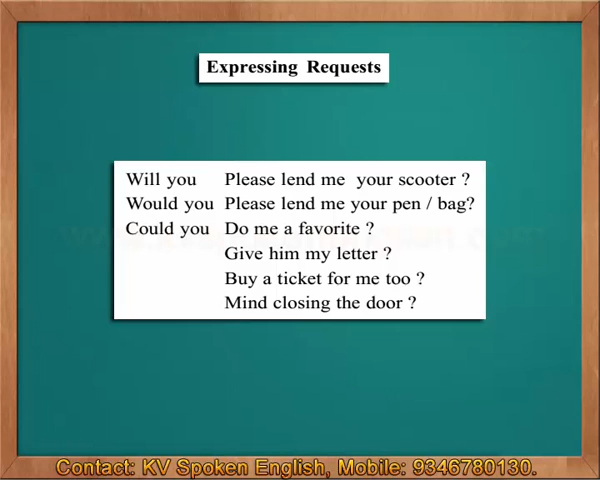 Expressing Requests
Will you Please lend me your scooter ?
Would you Please lend me your pen / bag?
Could you Do me a favorite ?
Give him my letter ?
Buy a ticket for me too ?
Mind closing the door ?
Contact: KV Spoken English, Mobile: 9346780130.